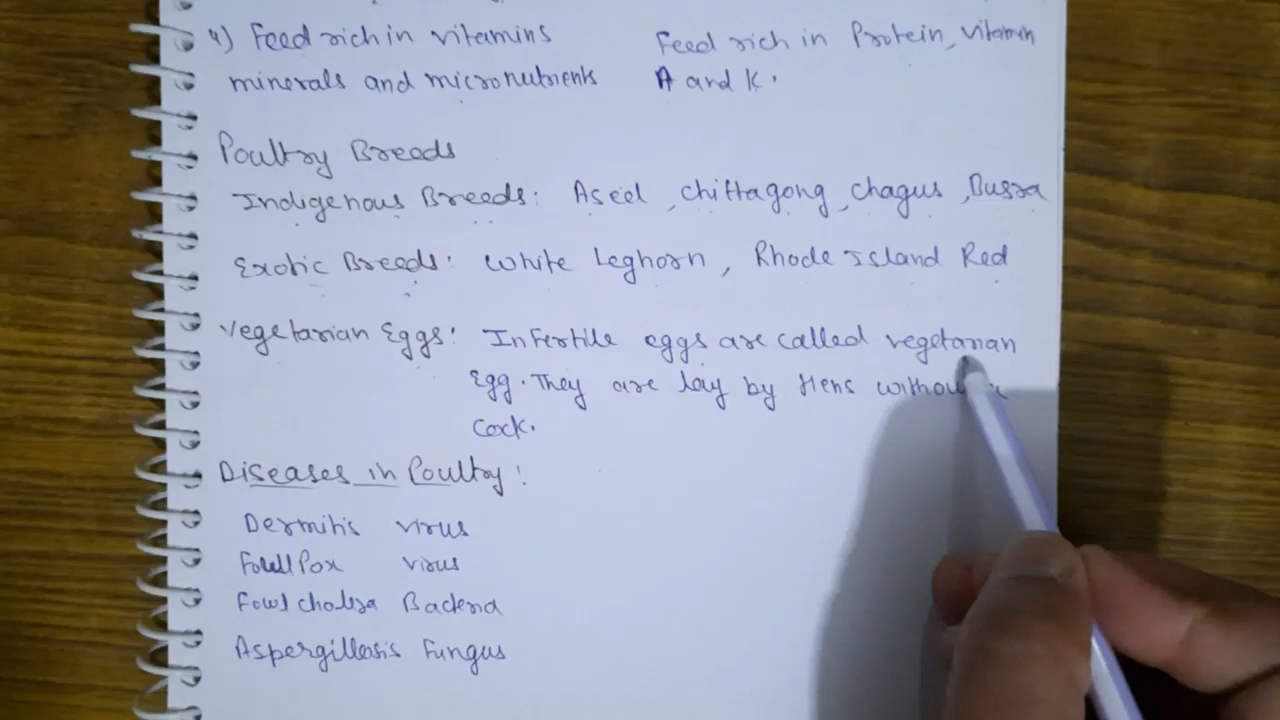 4) Feed rich in vitamins Feed rich in Protein, vitamin
minerals and micronutrients A and K.
Poultry Breeds
Indigenous Breeds: Aseel, Chittagong, Chagus, Bussa
Exotic Breeds: White Leghorn, Rhode Island Red
Vegetarian Eggs: Infertile eggs are called vegetarian
Egg. They are lay by Hens without a
Cock.
Diseases in Poultry:
Dermitis virus
Fowl Pox virus
Fowl cholera Bacteria
Aspergillosis Fungus